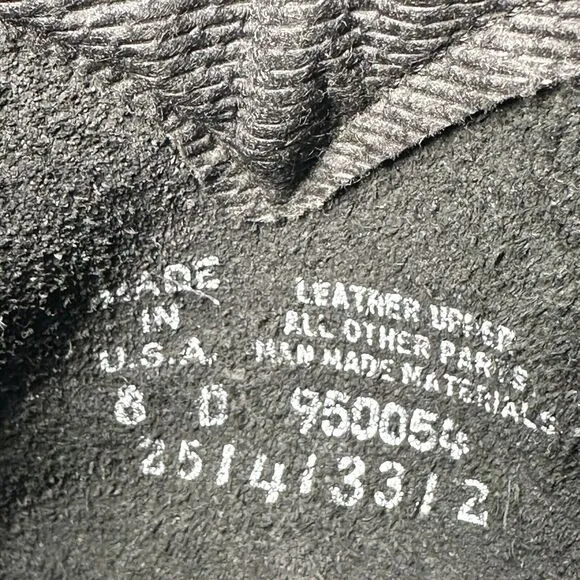 MADE
IN
U.S.A.
LEATHER UPPER
ALL OTHER PARTS
MAN MADE MATERIALS
8 D 950054
25/4/33/2